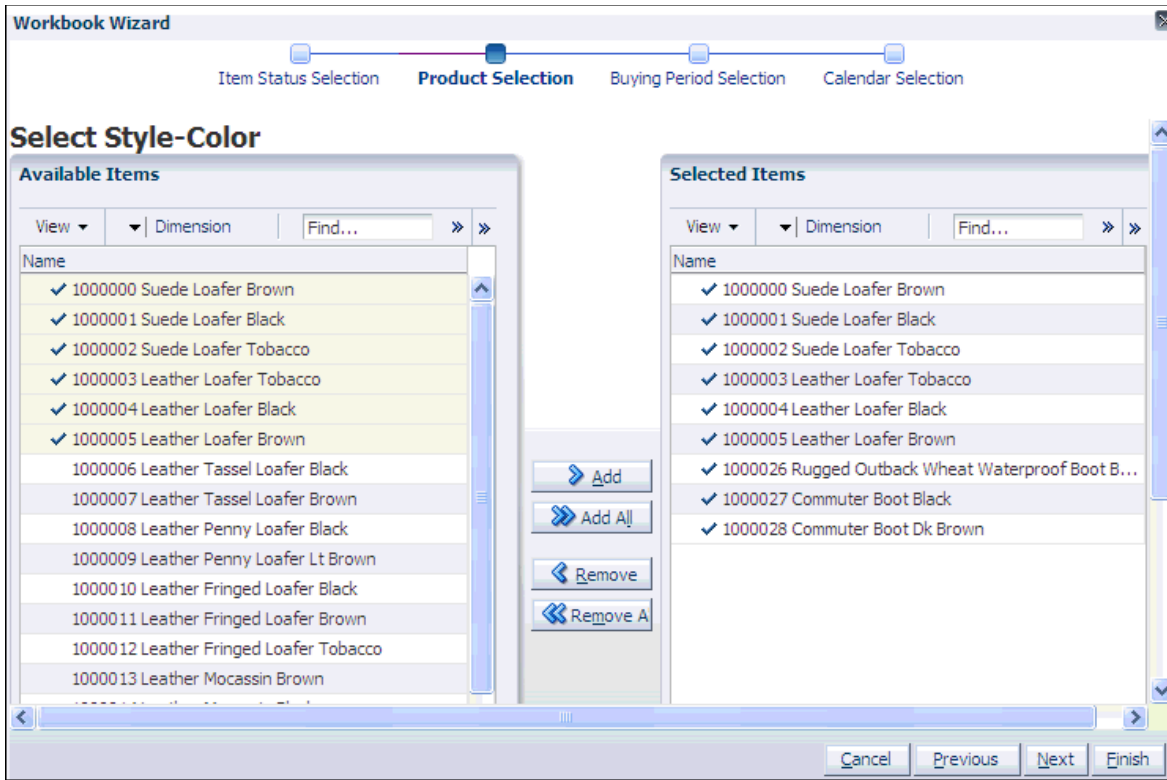 Workbook Wizard
Item Status Selection Product Selection Buying Period Selection Calendar Selection
Select Style-Color
Available Items
View Dimension Find...
Name
1000000 Suede Loafer Brown
1000001 Suede Loafer Black
1000002 Suede Loafer Tobacco
1000003 Leather Loafer Tobacco
1000004 Leather Loafer Black
1000005 Leather Loafer Brown
1000006 Leather Tassel Loafer Black
1000007 Leather Tassel Loafer Brown
1000008 Leather Penny Loafer Black
1000009 Leather Penny Loafer Lt Brown
1000010 Leather Fringed Loafer Black
1000011 Leather Fringed Loafer Brown
1000012 Leather Fringed Loafer Tobacco
1000013 Leather Mocassin Brown
Add
Add All
Remove
Remove A
Selected Items
View Dimension Find...
Name
1000000 Suede Loafer Brown
1000001 Suede Loafer Black
1000002 Suede Loafer Tobacco
1000003 Leather Loafer Tobacco
1000004 Leather Loafer Black
1000005 Leather Loafer Brown
1000026 Rugged Outback Wheat Waterproof Boot B...
1000027 Commuter Boot Black
1000028 Commuter Boot Dk Brown
Cancel Previous Next Finish